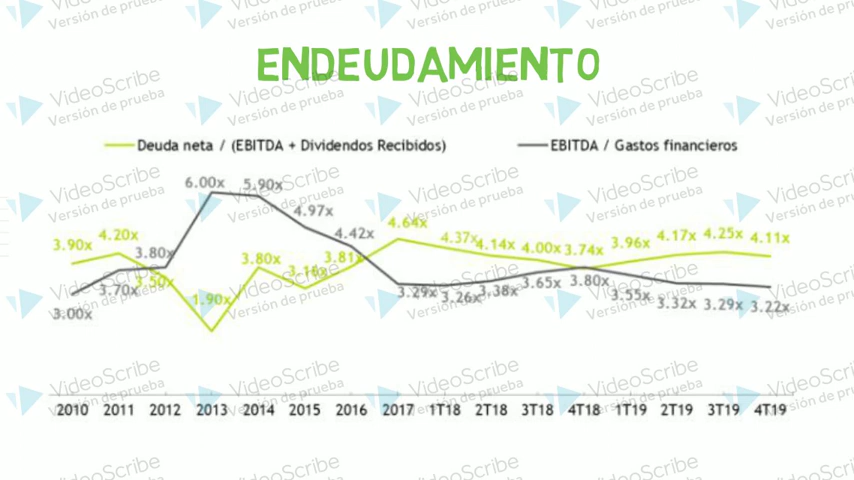 ENDEUDAMIENTO
Deuda neta / (EBITDA + Dividendos Recibidos) EBITDA / Gastos financieros
3.90x 4.20x 3.50x 1.90x 3.80x 3.16x 3.81x 4.64x 4.37x 4.14x 4.00x 3.74x 3.96x 4.17x 4.25x 4.11x
3.00x 3.70x 3.80x 6.00x 5.90x 4.97x 4.42x 3.29x 3.26x 3.38x 3.65x 3.80x 3.55x 3.32x 3.29x 3.22x
2010 2011 2012 2013 2014 2015 2016 2017 1T18 2T18 3T18 4T18 1T19 2T19 3T19 4T19
VideoScribe
Versión de prueba